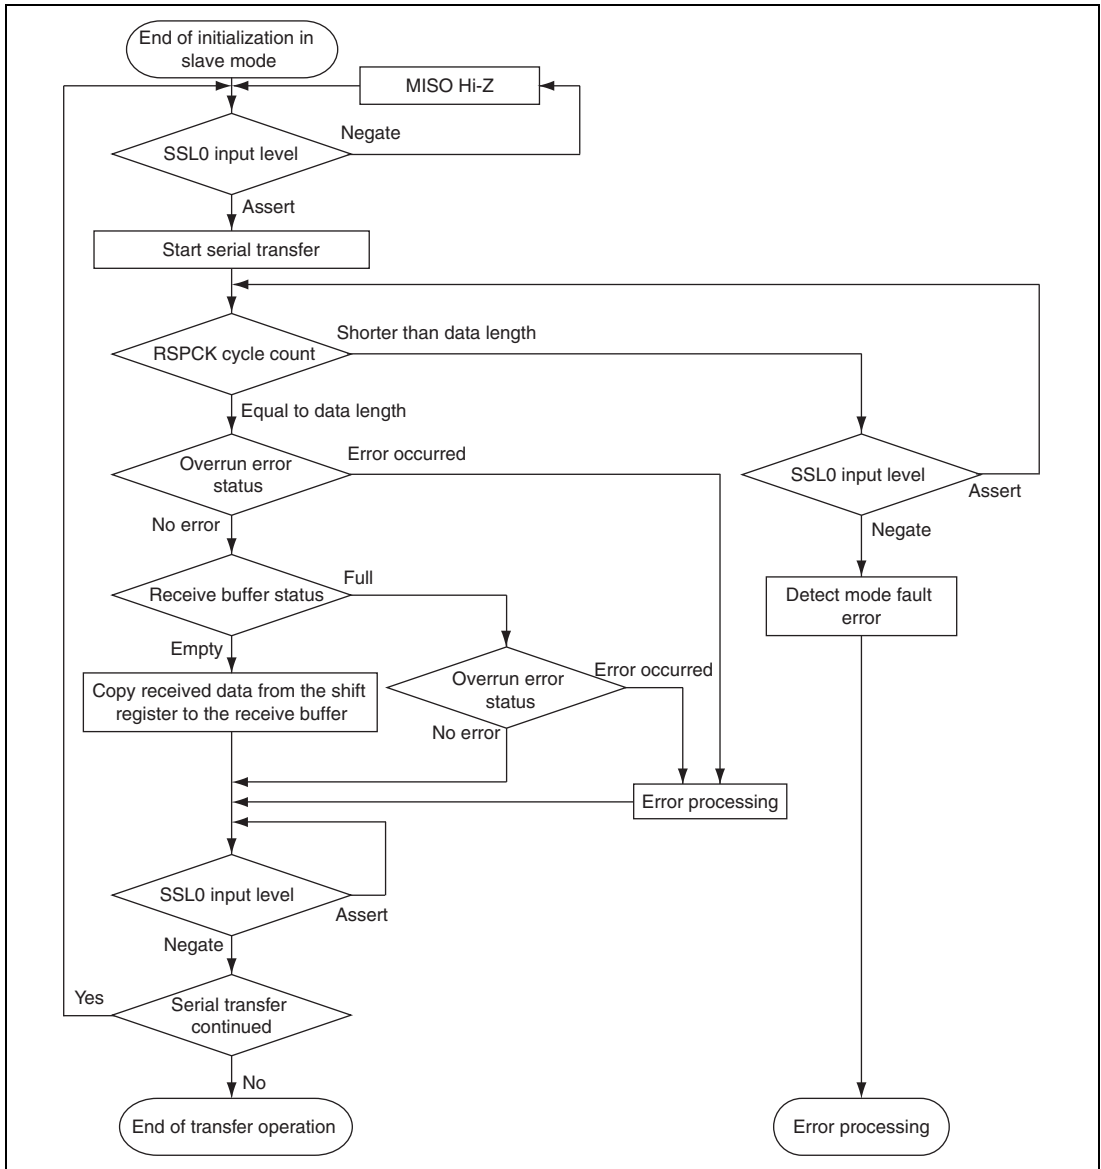 End of initialization in
slave mode
MISO Hi-Z
Negate
SSL0 input level
Assert
Start serial transfer
Shorter than data length
RSPCK cycle count
Equal to data length
Overrun error
status
Error occurred
SSL0 input level
Assert
No error
Negate
Receive buffer status
Full
Detect mode fault
error
Empty
Copy received data from the shift
register to the receive buffer
Overrun error
status
Error occurred
No error
Error processing
SSL0 input level
Assert
Negate
Yes
Serial transfer
continued
No
End of transfer operation
Error processing